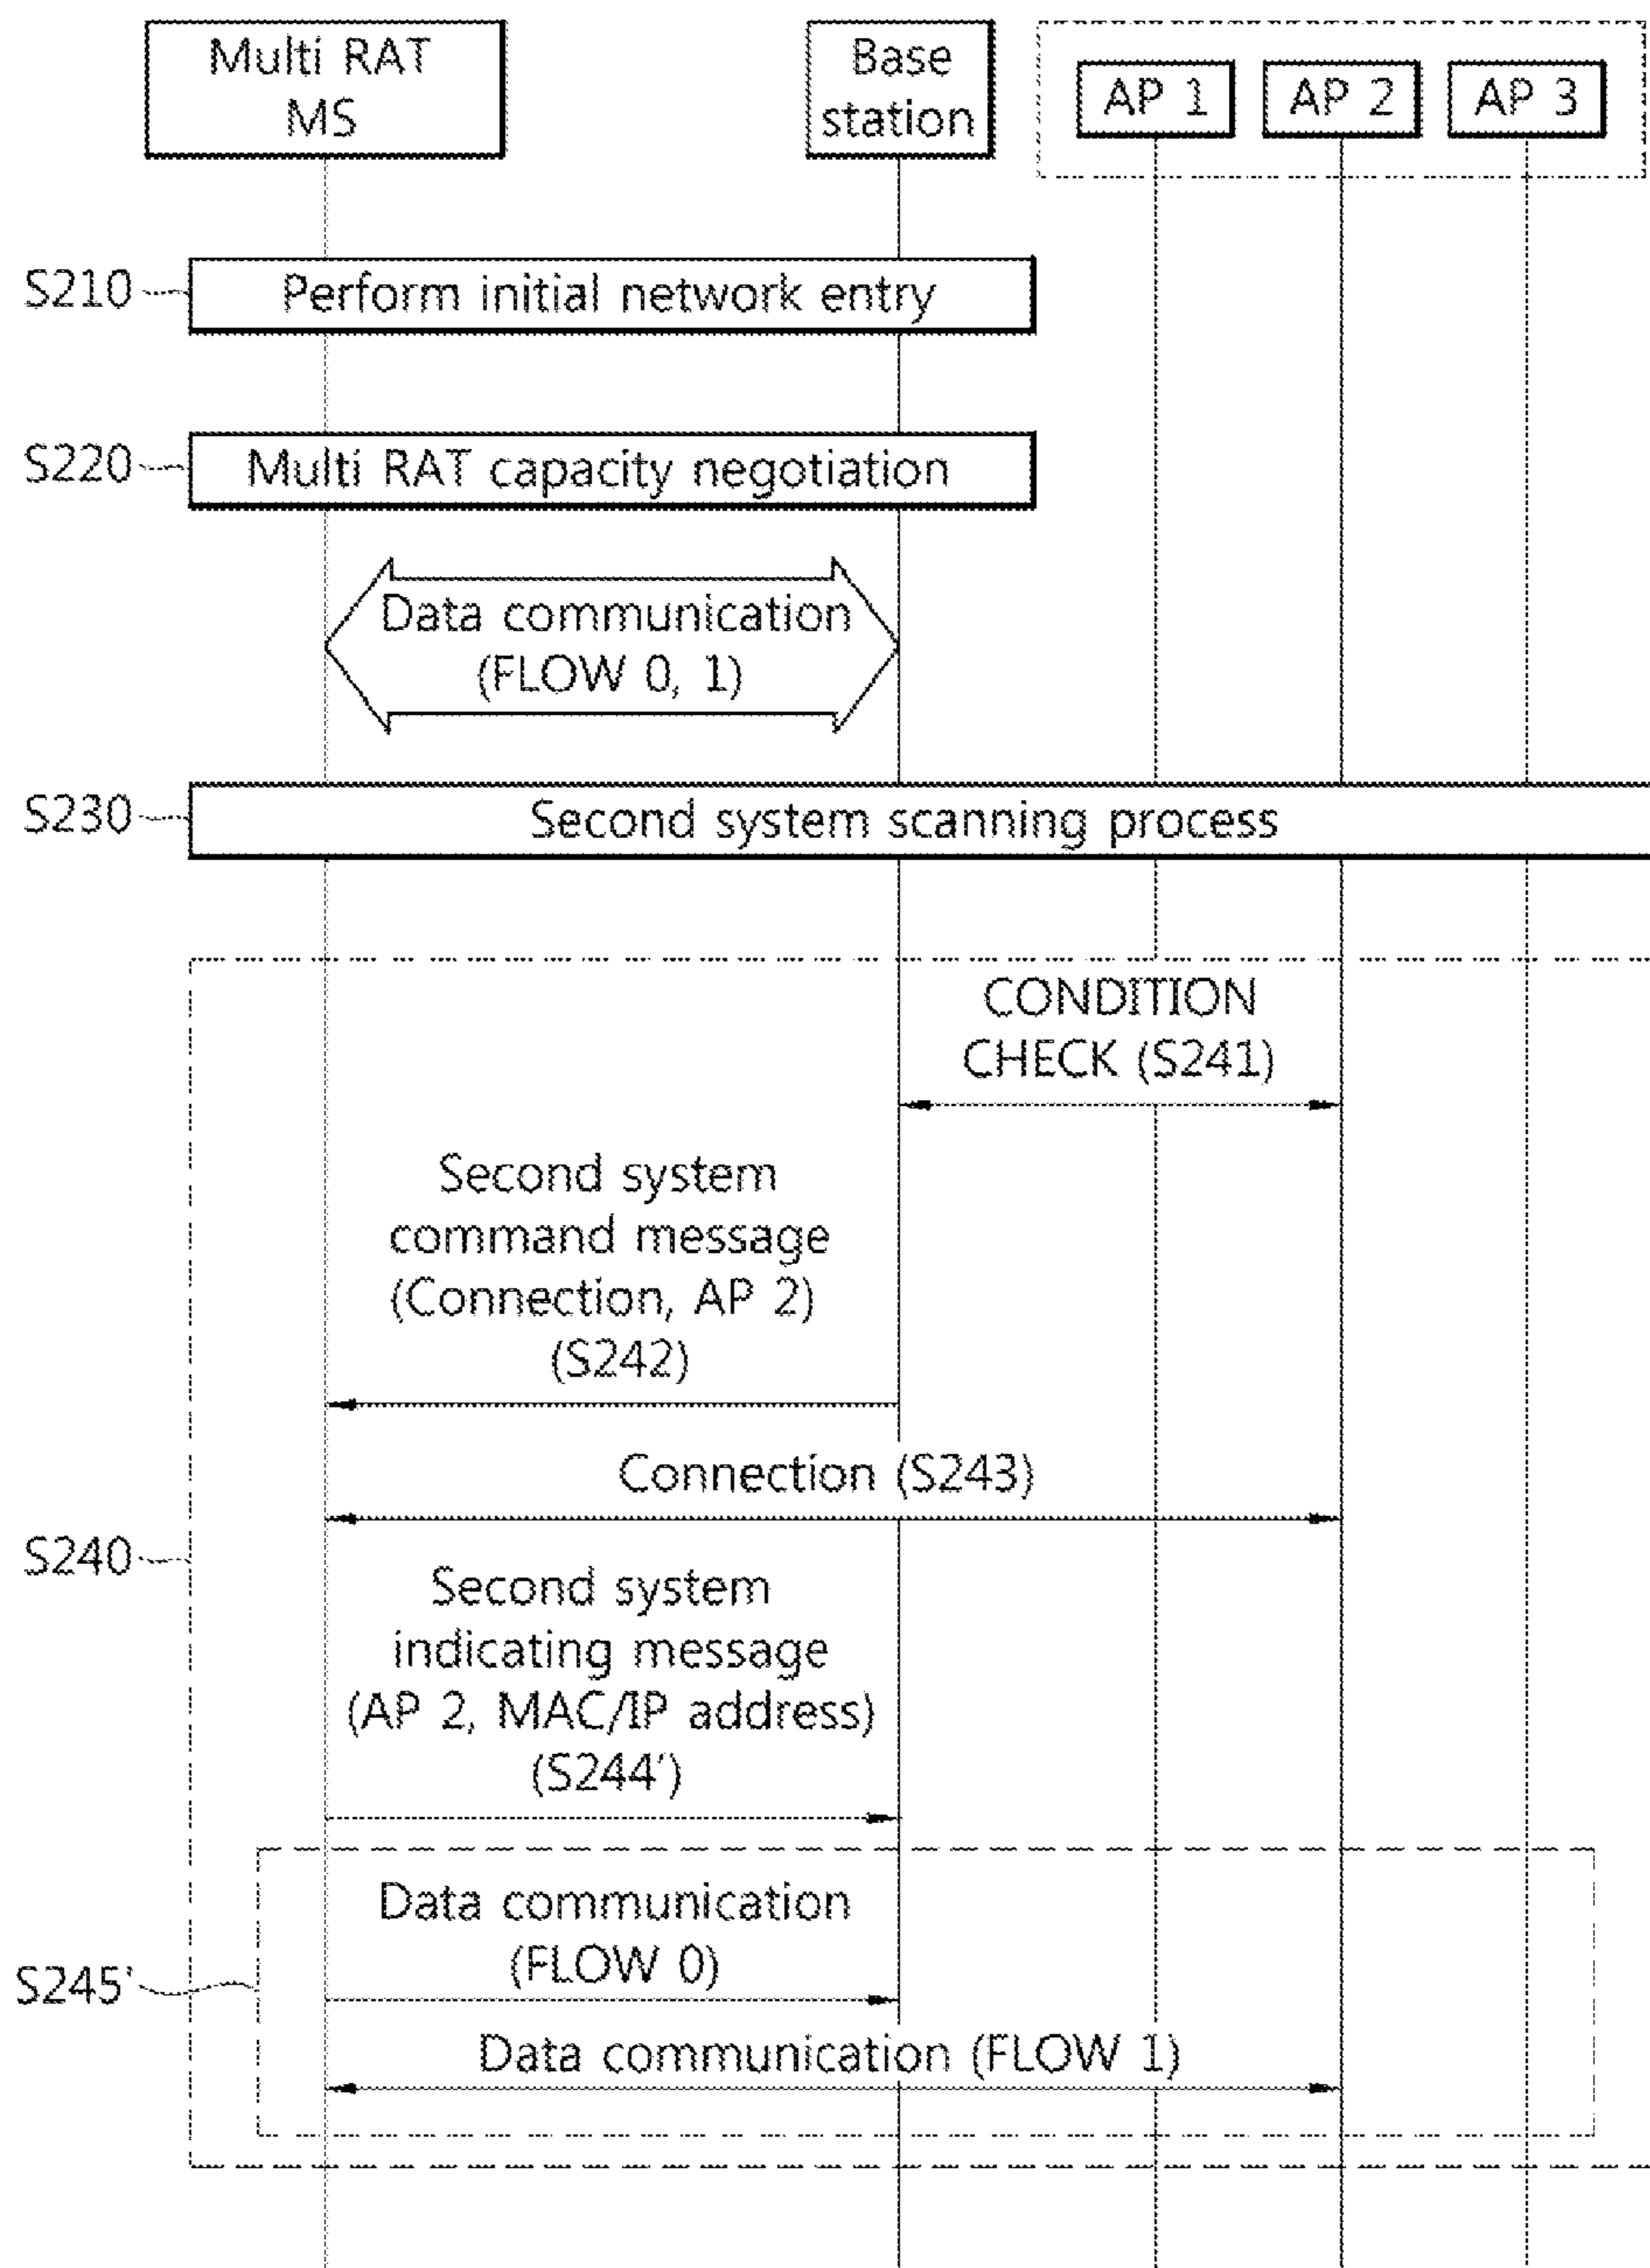 Multi RAT
MS
Base
station
AP 1
AP 2
AP 3
S210
Perform initial network entry
S220
Multi RAT capacity negotiation
Data communication
(FLOW 0, 1)
S230
Second system scanning process
CONDITION
CHECK (S241)
Second system
command message
(Connection, AP 2)
(S242)
Connection (S243)
S240
Second system
indicating message
(AP 2, MAC/IP address)
(S244')
Data communication
(FLOW 0)
S245'
Data communication (FLOW 1)